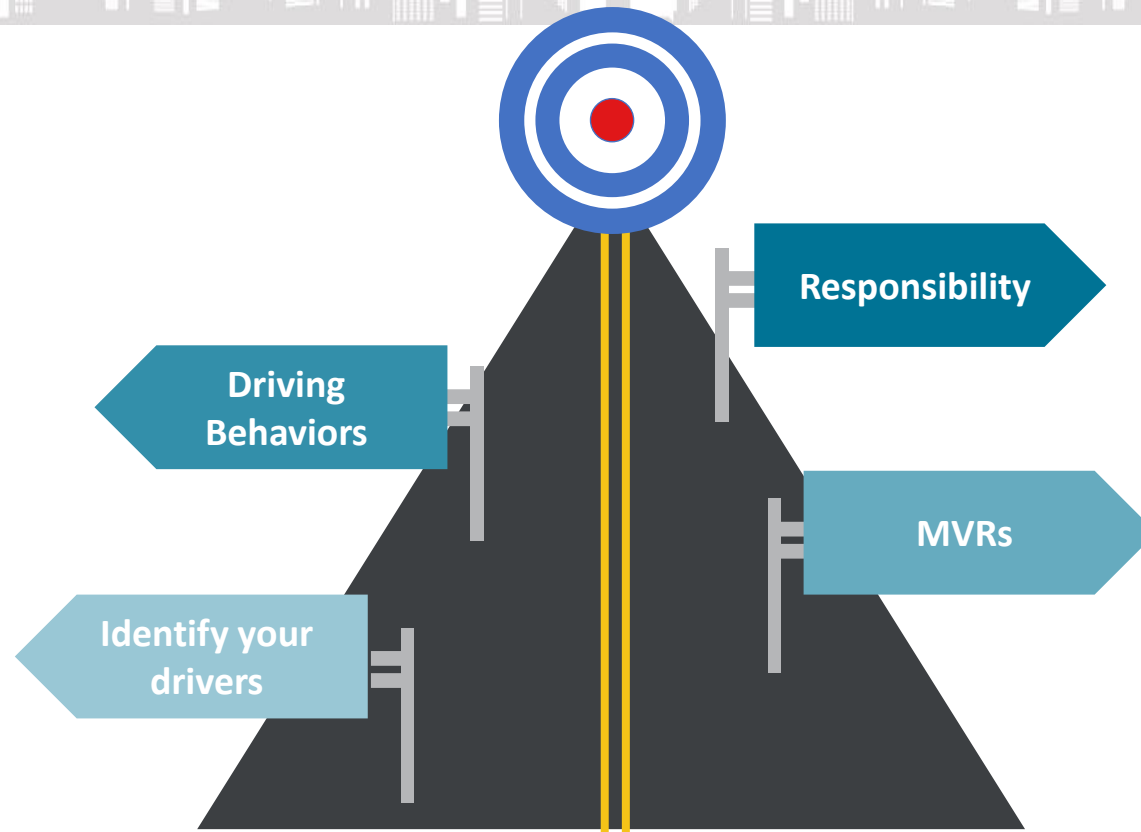 Responsibility
Driving
Behaviors
MVRs
Identify your
drivers